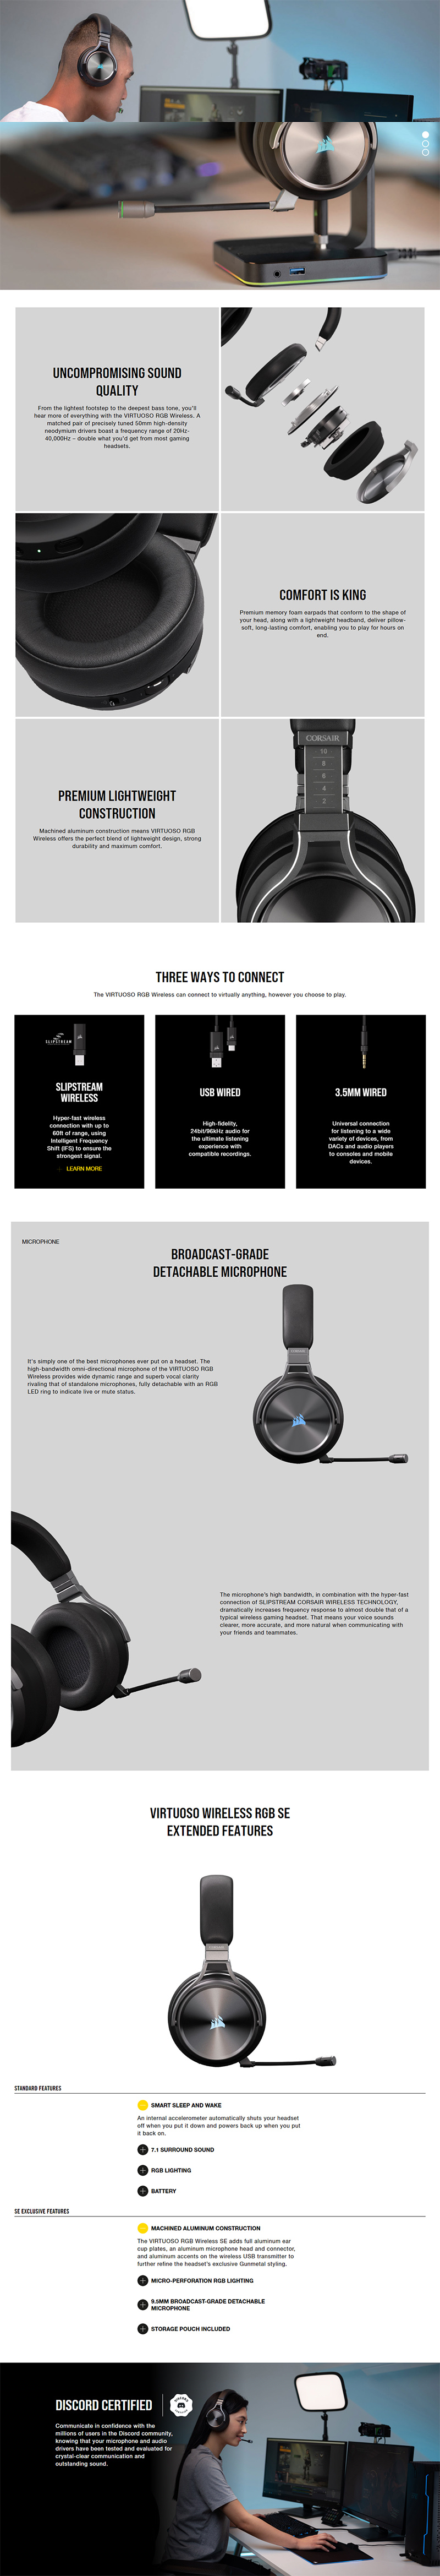 UNCOMPROMISING SOUND
QUALITY
From the lightest footstep to the deepest bass tone, you'll
hear more of everything with the VIRTUOSO RGB Wireless. A
matched pair of precisely tuned 50mm high-density
neodymium drivers boast a frequency range of 20Hz-
40,000Hz – double what you'd get from most gaming
headsets.
COMFORT IS KING
Premium memory foam earpads that conform to the shape of
your head, along with a lightweight headband, deliver pillow-
soft, long-lasting comfort, enabling you to play for hours on
end.
PREMIUM LIGHTWEIGHT
CONSTRUCTION
Machined aluminum construction means VIRTUOSO RGB
Wireless offers the perfect blend of lightweight design, strong
durability and maximum comfort.
CORSAIR
10
8
6
4
2
THREE WAYS TO CONNECT
The VIRTUOSO RGB Wireless can connect to virtually anything, however you choose to play.
SLIPSTREAM
SLIPSTREAM
WIRELESS
Hyper-fast wireless
connection with up to
60ft of range, using
Intelligent Frequency
Shift (IFS) to ensure the
strongest signal.
LEARN MORE
USB WIRED
High-fidelity,
24bit/96kHz audio for
the ultimate listening
experience with
compatible recordings.
3.5MM WIRED
Universal connection
for listening to a wide
variety of devices, from
DACs and audio players
to consoles and mobile
devices.
MICROPHONE
BROADCAST-GRADE
DETACHABLE MICROPHONE
It's simply one of the best microphones ever put on a headset. The
high-bandwidth omni-directional microphone of the VIRTUOSO RGB
Wireless provides wide dynamic range and superb vocal clarity
rivaling that of standalone microphones, fully detachable with an RGB
LED ring to indicate live or mute status.
The microphone's high bandwidth, in combination with the hyper-fast
connection of SLIPSTREAM CORSAIR WIRELESS TECHNOLOGY,
dramatically increases frequency response to almost double that of a
typical wireless gaming headset. That means your voice sounds
clearer, more accurate, and more natural when communicating with
your friends and teammates.
VIRTUOSO WIRELESS RGB SE
EXTENDED FEATURES
STANDARD FEATURES
SMART SLEEP AND WAKE
An internal accelerometer automatically shuts your headset
off when you put it down and powers back up when you put
it back on.
7.1 SURROUND SOUND
RGB LIGHTING
BATTERY
SE EXCLUSIVE FEATURES
MACHINED ALUMINUM CONSTRUCTION
The VIRTUOSO RGB Wireless SE adds full aluminum ear
cup plates, an aluminum microphone head and connector,
and aluminum accents on the wireless USB transmitter to
further refine the headset's exclusive Gunmetal styling.
MICRO-PERFORATION RGB LIGHTING
9.5MM BROADCAST-GRADE DETACHABLE
MICROPHONE
STORAGE POUCH INCLUDED
DISCORD CERTIFIED
Communicate in confidence with the
millions of users in the Discord community,
knowing that your microphone and audio
drivers have been tested and evaluated for
crystal-clear communication and
outstanding sound.